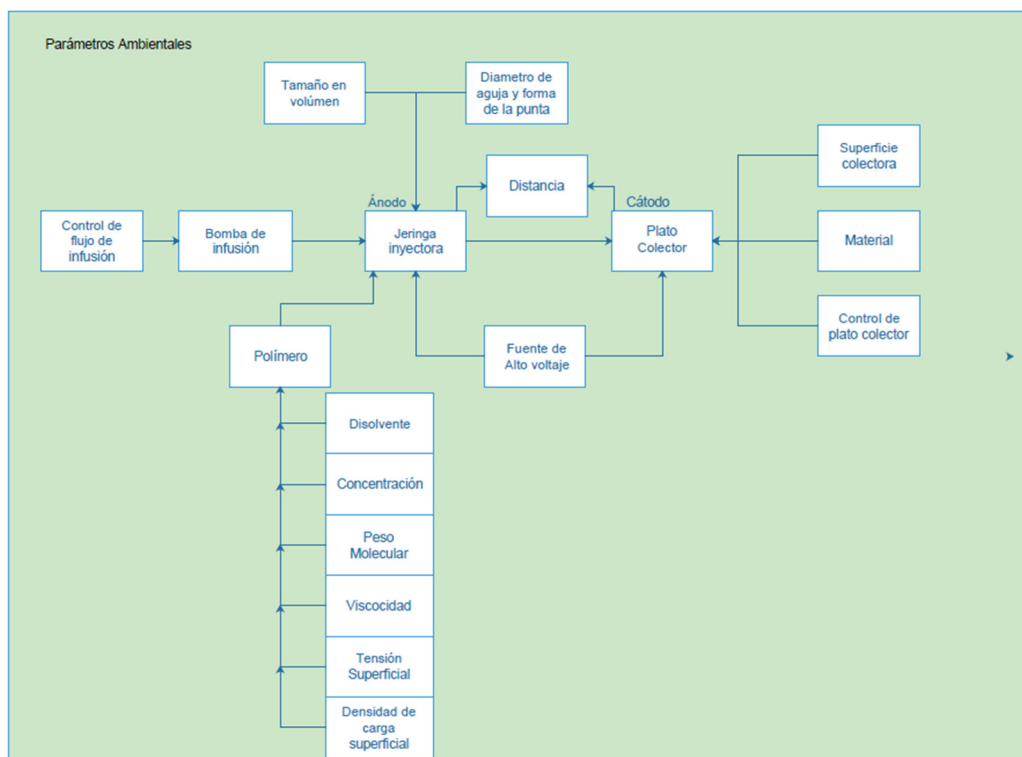 Parámetros Ambientales
Tamaño en
volúmen
Diametro de
aguja y forma
de la punta
Distancia
Superficie
colectora
Ánodo
Cátodo
Control de
flujo de
infusión
Bomba de
infusión
Jeringa
inyectora
Plato
Colector
Material
Polímero
Fuente de
Alto voltaje
Control de
plato colector
Disolvente
Concentración
Peso
Molecular
Viscocidad
Tensión
Superficial
Densidad de
carga
superficial